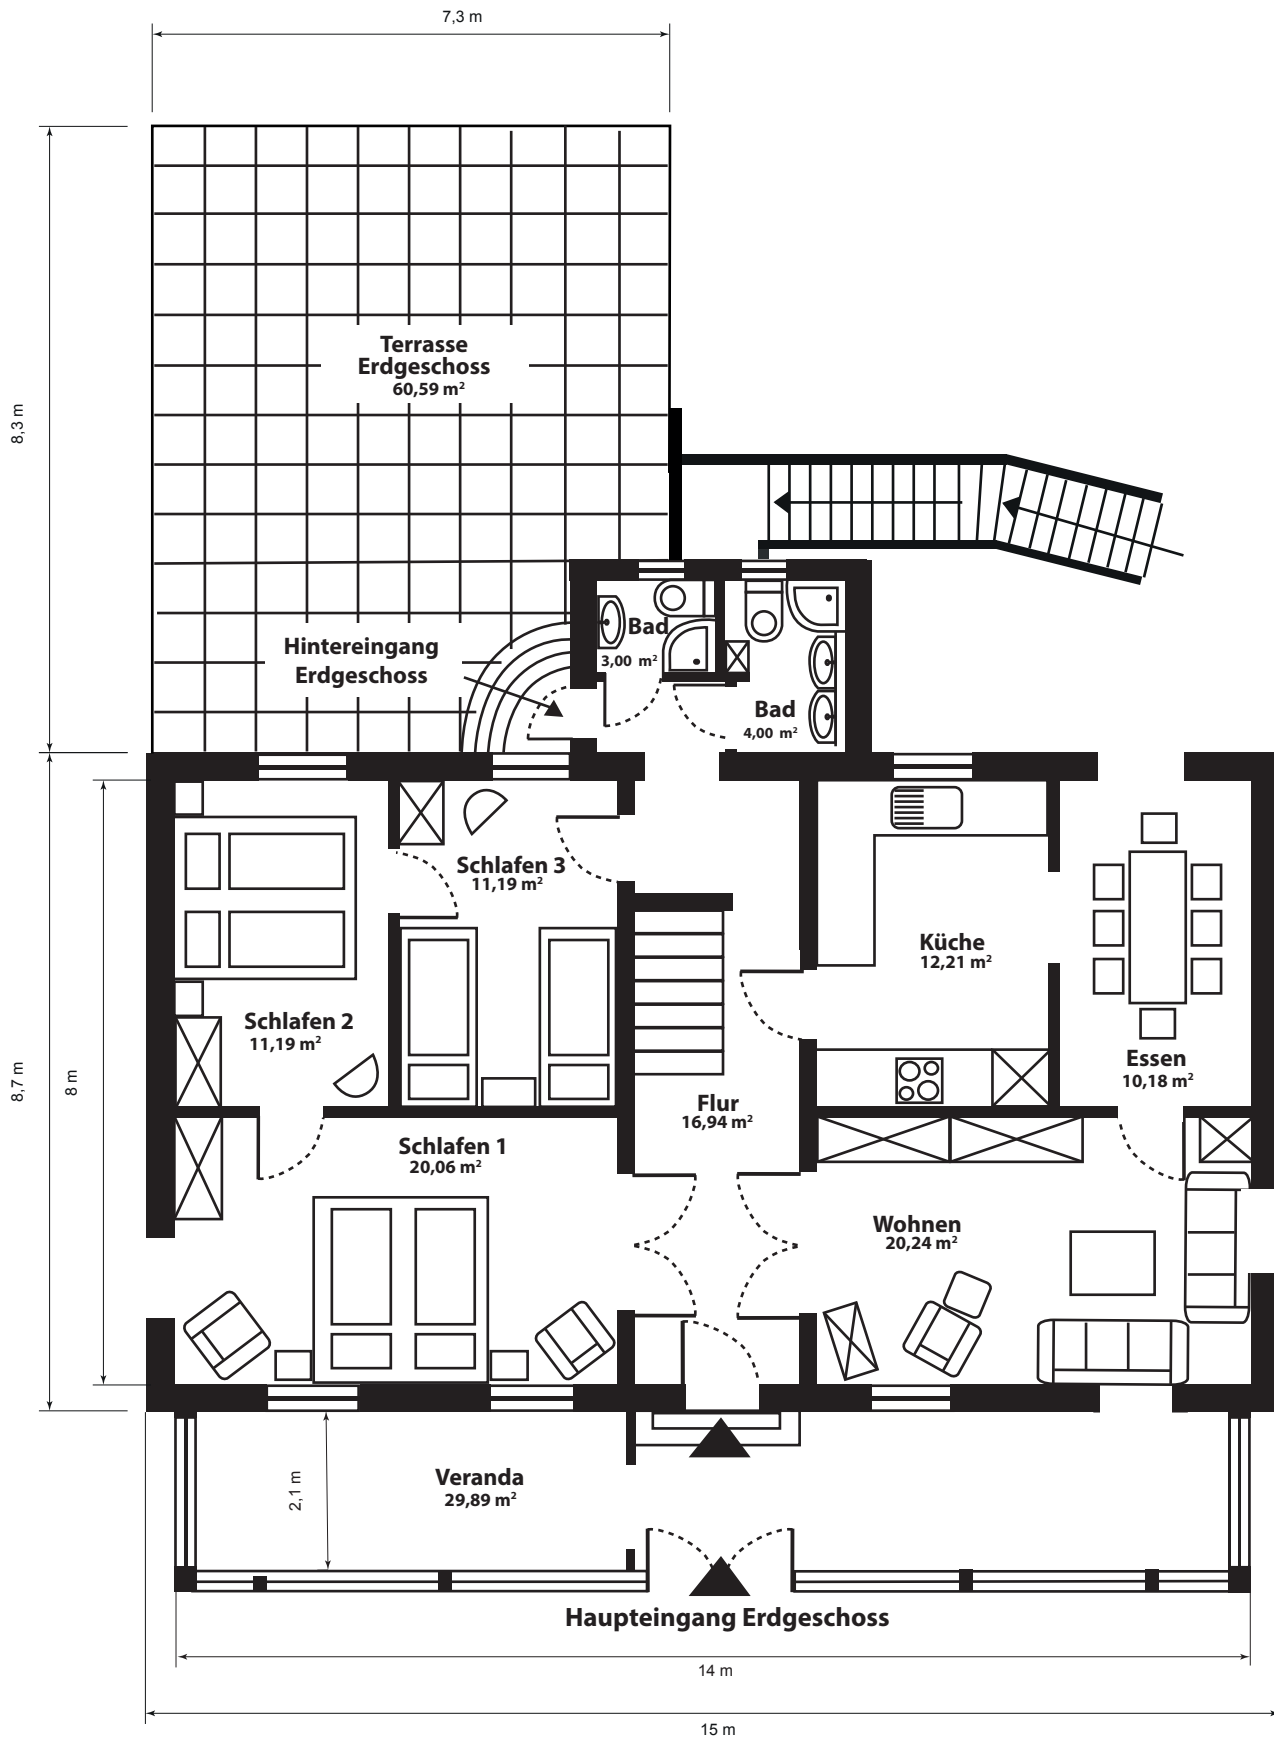 7,3 m
8,3 m
Terrasse
Erdgeschoss
60,59 m²
Hintereingang
Erdgeschoss
Bad
3,00 m²
Bad
4,00 m²
8,7 m
8 m
Schlafen 3
11,19 m²
Schlafen 2
11,19 m²
Küche
12,21 m²
Essen
10,18 m²
Flur
16,94 m²
Schlafen 1
20,06 m²
Wohnen
20,24 m²
2,1 m
Veranda
29,89 m²
Haupteingang Erdgeschoss
14 m
15 m